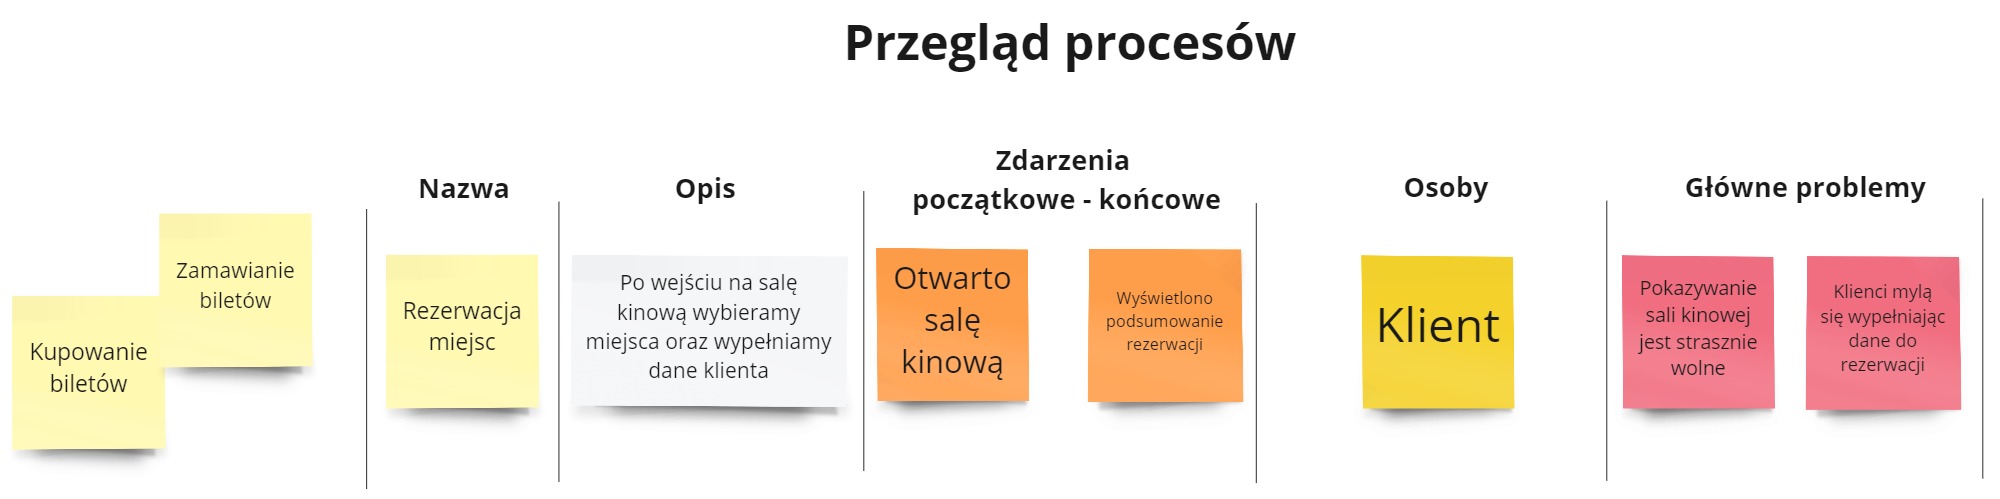 Przegląd procesów
Zamawianie
biletów
Kupowanie
biletów
Nazwa
Rezerwacja
miejsc
Opis
Po wejściu na salę
kinową wybieramy
miejsca oraz wypełniamy
dane klienta
Zdarzenia
początkowe - końcowe
Otwarto
salę
kinową
Wyświetlono
podsumowanie
rezerwacji
Osoby
Klient
Główne problemy
Pokazywanie
sali kinowej
jest strasznie
wolne
Klienci mylą
się wypełniając
dane do
rezerwacji